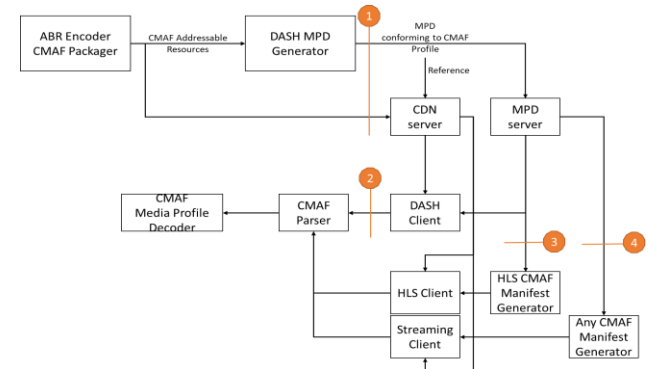 1
MPD
ABR Encoder
CMAF Packager
CMAF Addressable
Resources
DASH MPD
Generator
conforming to CMAF
Profile
Reference
CDN
server
MPD
server
2
CMAF
Media Profile
Decoder
CMAF
Parser
DASH
Client
3
4
HLS Client
HLS CMAF
Manifest
Generator
Streaming
Client
Any CMAF
Manifest
Generator